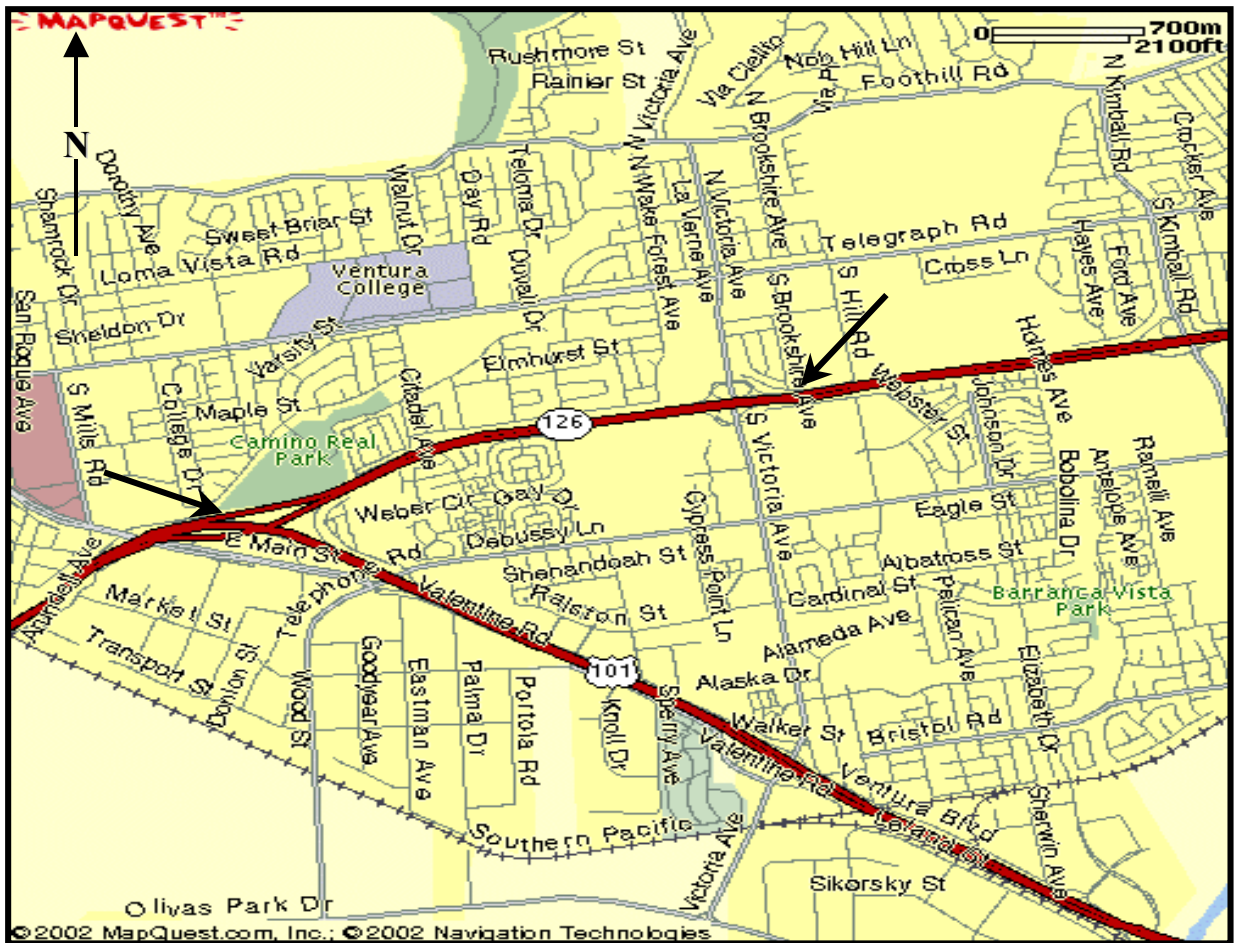 MAPQUEST™
0 700m
2100ft
N
Rushmore St
Rainier St
N Victoria Ave
Via Cielito
Nob Hill Ln
Foothill Rd
N Kimball Rd
Crocker Ave
Dorothy Ave
Shamrock Dr
Sweet Briar St
Loma Vista Rd
Walnut Dr
Day Rd
Teloma Dr
Dovall Dr
N Wake Forest Ave
La Verne Ave
N Victoria Ave
N Brookshire Ave
Telegraph Rd
Cross Ln
Hayes Ave
Ford Ave
S Kimball Rd
Ventura
College
San Roque Ave
Sheldon Dr
Varsity St
Elmhurst St
S Brookshire Ave
S Hill Rd
Holmes Ave
S Mills Rd
College Dr
Maple St
Citadel Ave
Camino Real
Park
126
Webster St
Johnson Dr
S Victoria Ave
Weber Cir
Gay Dr
Debussy Ln
Cypress Point Ln
Eagle St
Bobolina Dr
Antelope Ave
Ramelli Ave
E Main St
Telephone Rd
Shenandoah St
Ralston St
Albatross St
Cardinal St
Pelican Ave
Barranca Vista
Park
Arundell Ave
Market St
Transport St
Donlon St
Valentine Rd
Alameda Ave
Alaska Dr
101
Wood St
Goodyear Ave
Eastman Ave
Palma Dr
Portola Rd
Knoll Dr
Sperry Ave
Walker St
Valentine Rd
Bristol Rd
Elizabeth Dr
Ventura Blvd
Sherwin Ave
Southern Pacific
Victoria Ave
Sikorsky St
Olivas Park Dr
©2002 MapQuest.com, Inc.; ©2002 Navigation Technologies